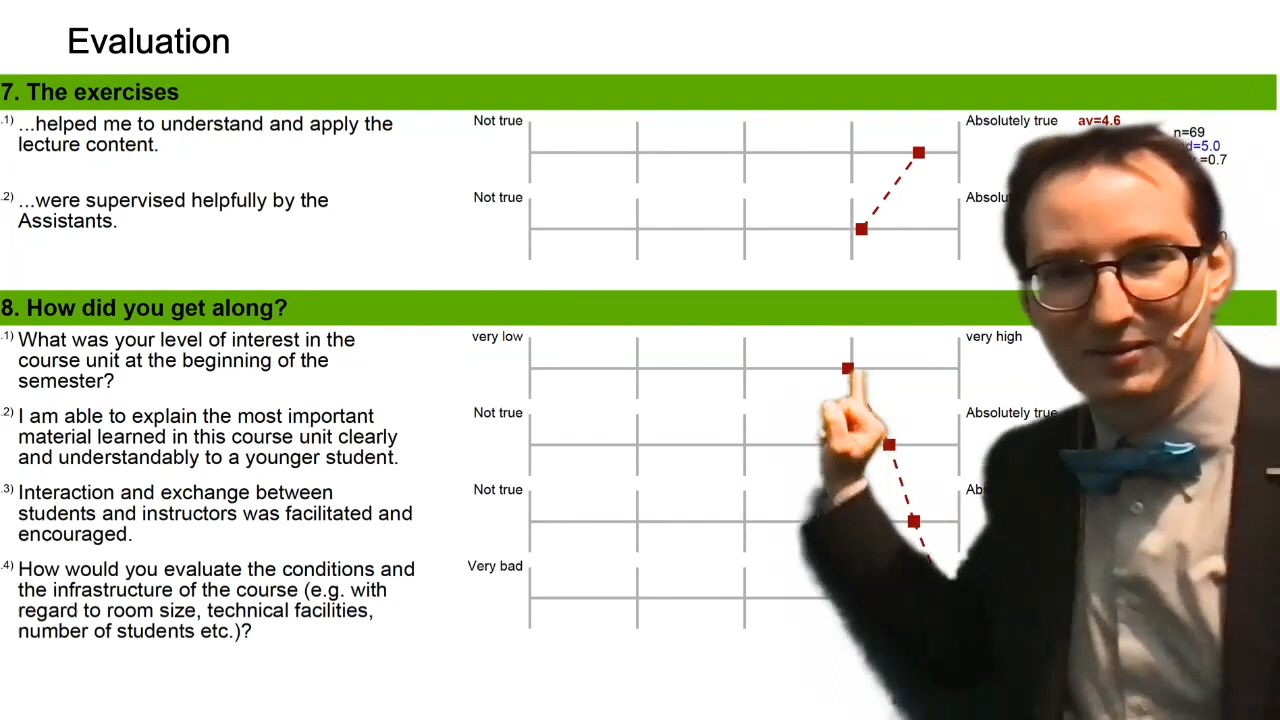 Evaluation
7. The exercises
.1) ...helped me to understand and apply the
lecture content.
Not true
Absolutely true
av=4.6
n=69
=5.0
=0.7
.2) ...were supervised helpfully by the
Assistants.
Not true
8. How did you get along?
.1) What was your level of interest in the
course unit at the beginning of the
semester?
very low
very high
.2) I am able to explain the most important
material learned in this course unit clearly
and understandably to a younger student.
Not true
Absolutely true
.3) Interaction and exchange between
students and instructors was facilitated and
encouraged.
Not true
.4) How would you evaluate the conditions and
the infrastructure of the course (e.g. with
regard to room size, technical facilities,
number of students etc.)?
Very bad